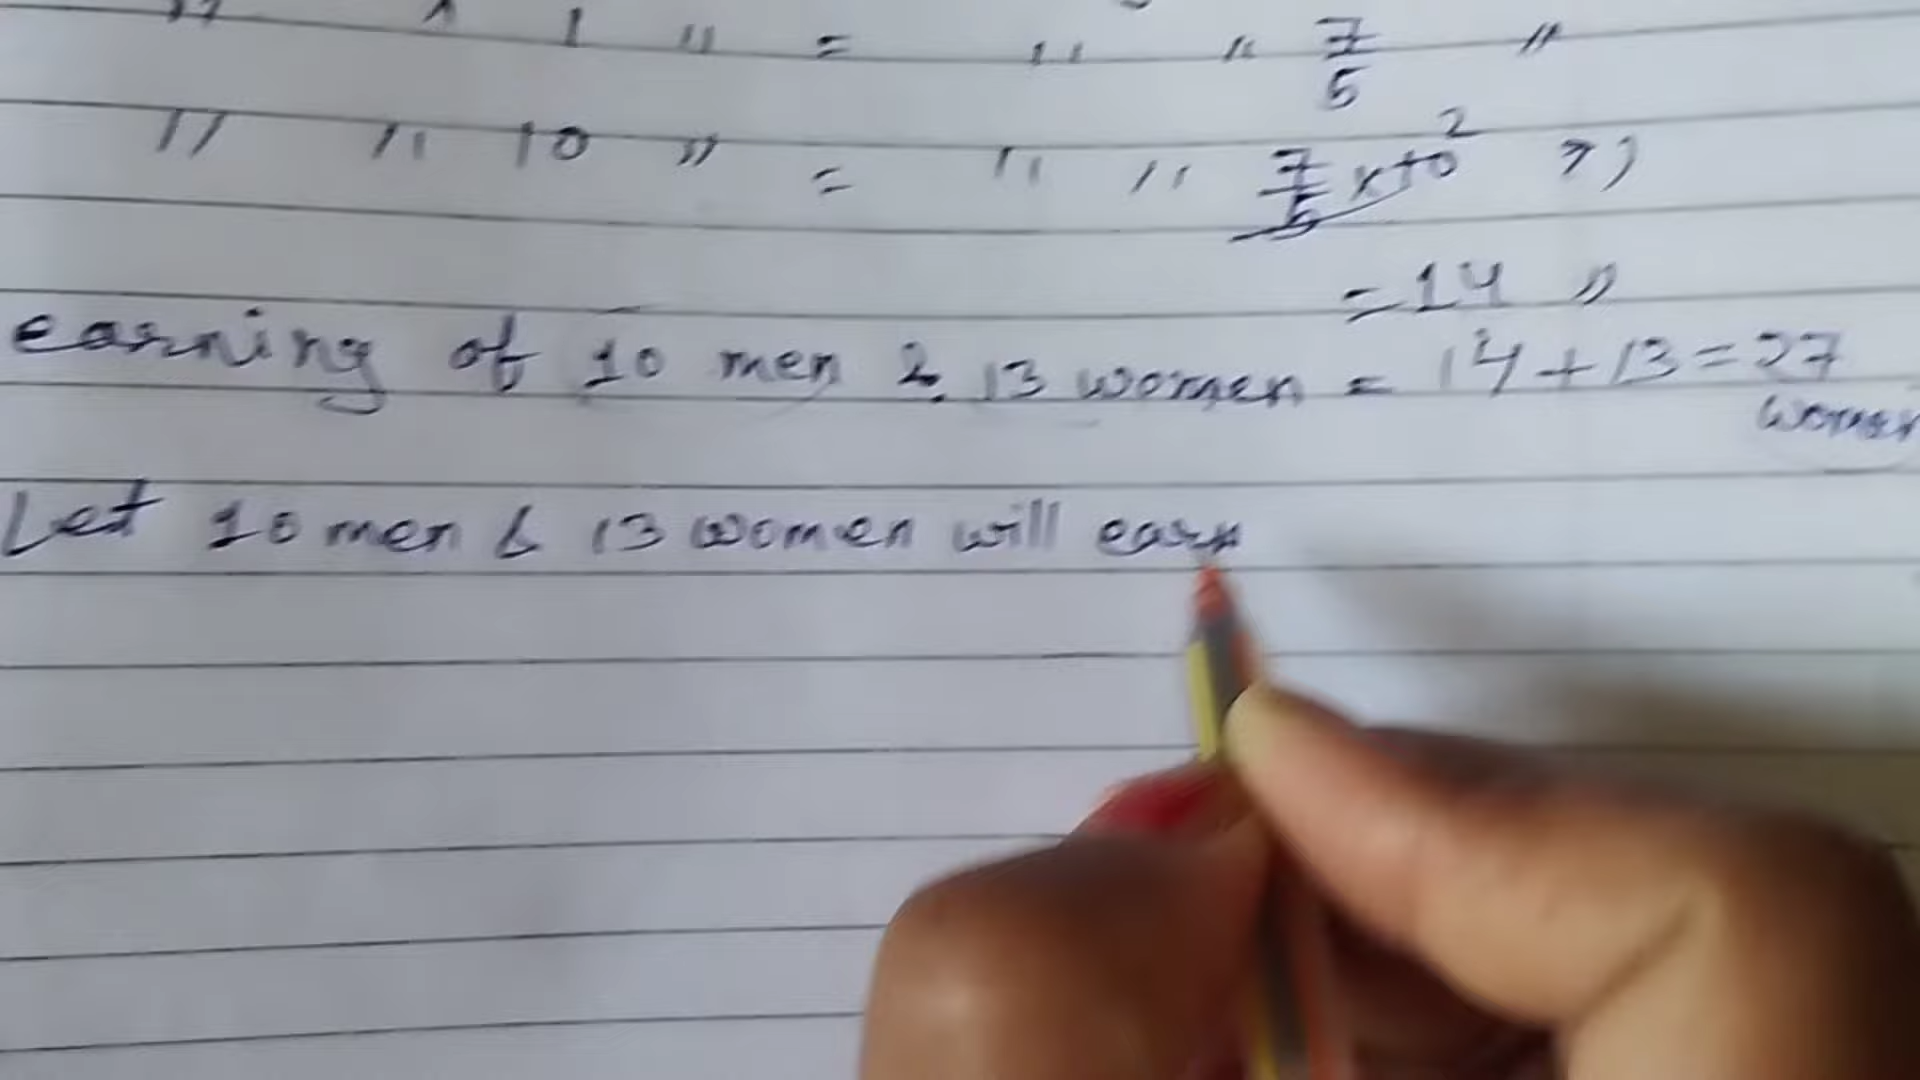 " " 1 " = " " 7/5 "
" " 10 " = " " 7/5 × 10 2 "
= 14 "
earning of 10 men & 13 women = 14 + 13 = 27 women
Let 10 men & 13 women will earn